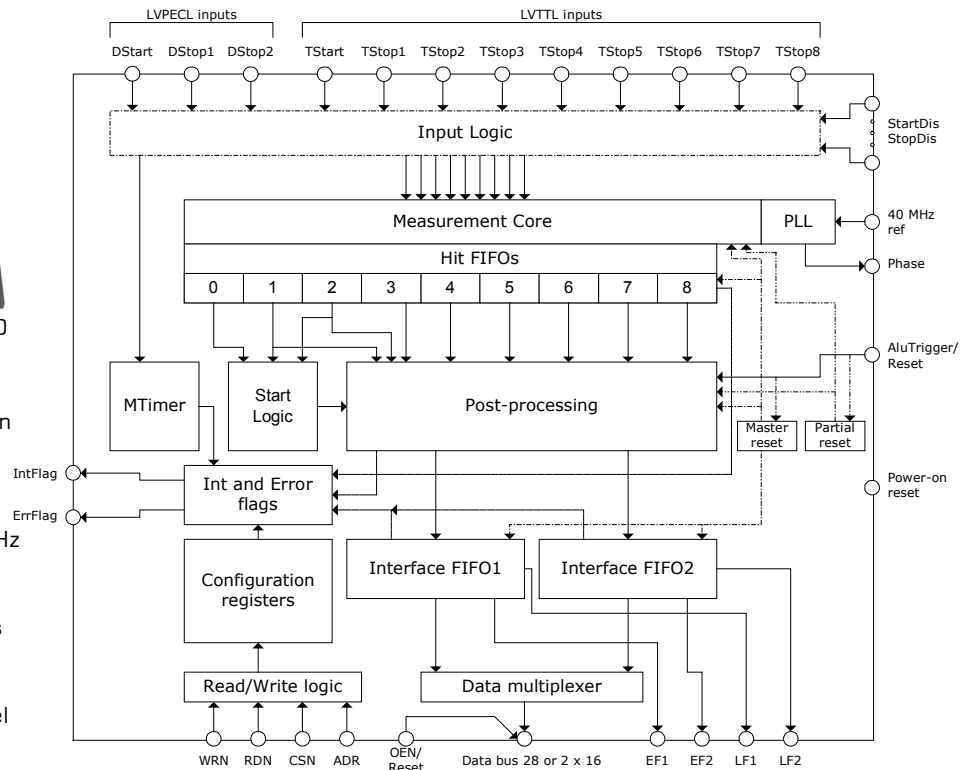 LVPECL inputs
LVTTL inputs
DStart DStop1 DStop2 TStart TStop1 TStop2 TStop3 TStop4 TStop5 TStop6 TStop7 TStop8
Input Logic
StartDis
StopDis
Measurement Core
PLL
40 MHz
ref
Phase
Hit FIFOs
0 1 2 3 4 5 6 7 8
AluTrigger/
Reset
MTimer
Start
Logic
Post-processing
Master
reset
Partial
reset
n
IntFlag
ErrFlag
Int and Error
flags
Power-on
reset
Hz
Configuration
registers
Interface FIFO1
Interface FIFO2
s
Read/Write logic
Data multiplexer
el
WRN RDN CSN ADR
OEN/
Reset
Data bus 28 or 2 x 16
EF1 EF2 LF1 LF2